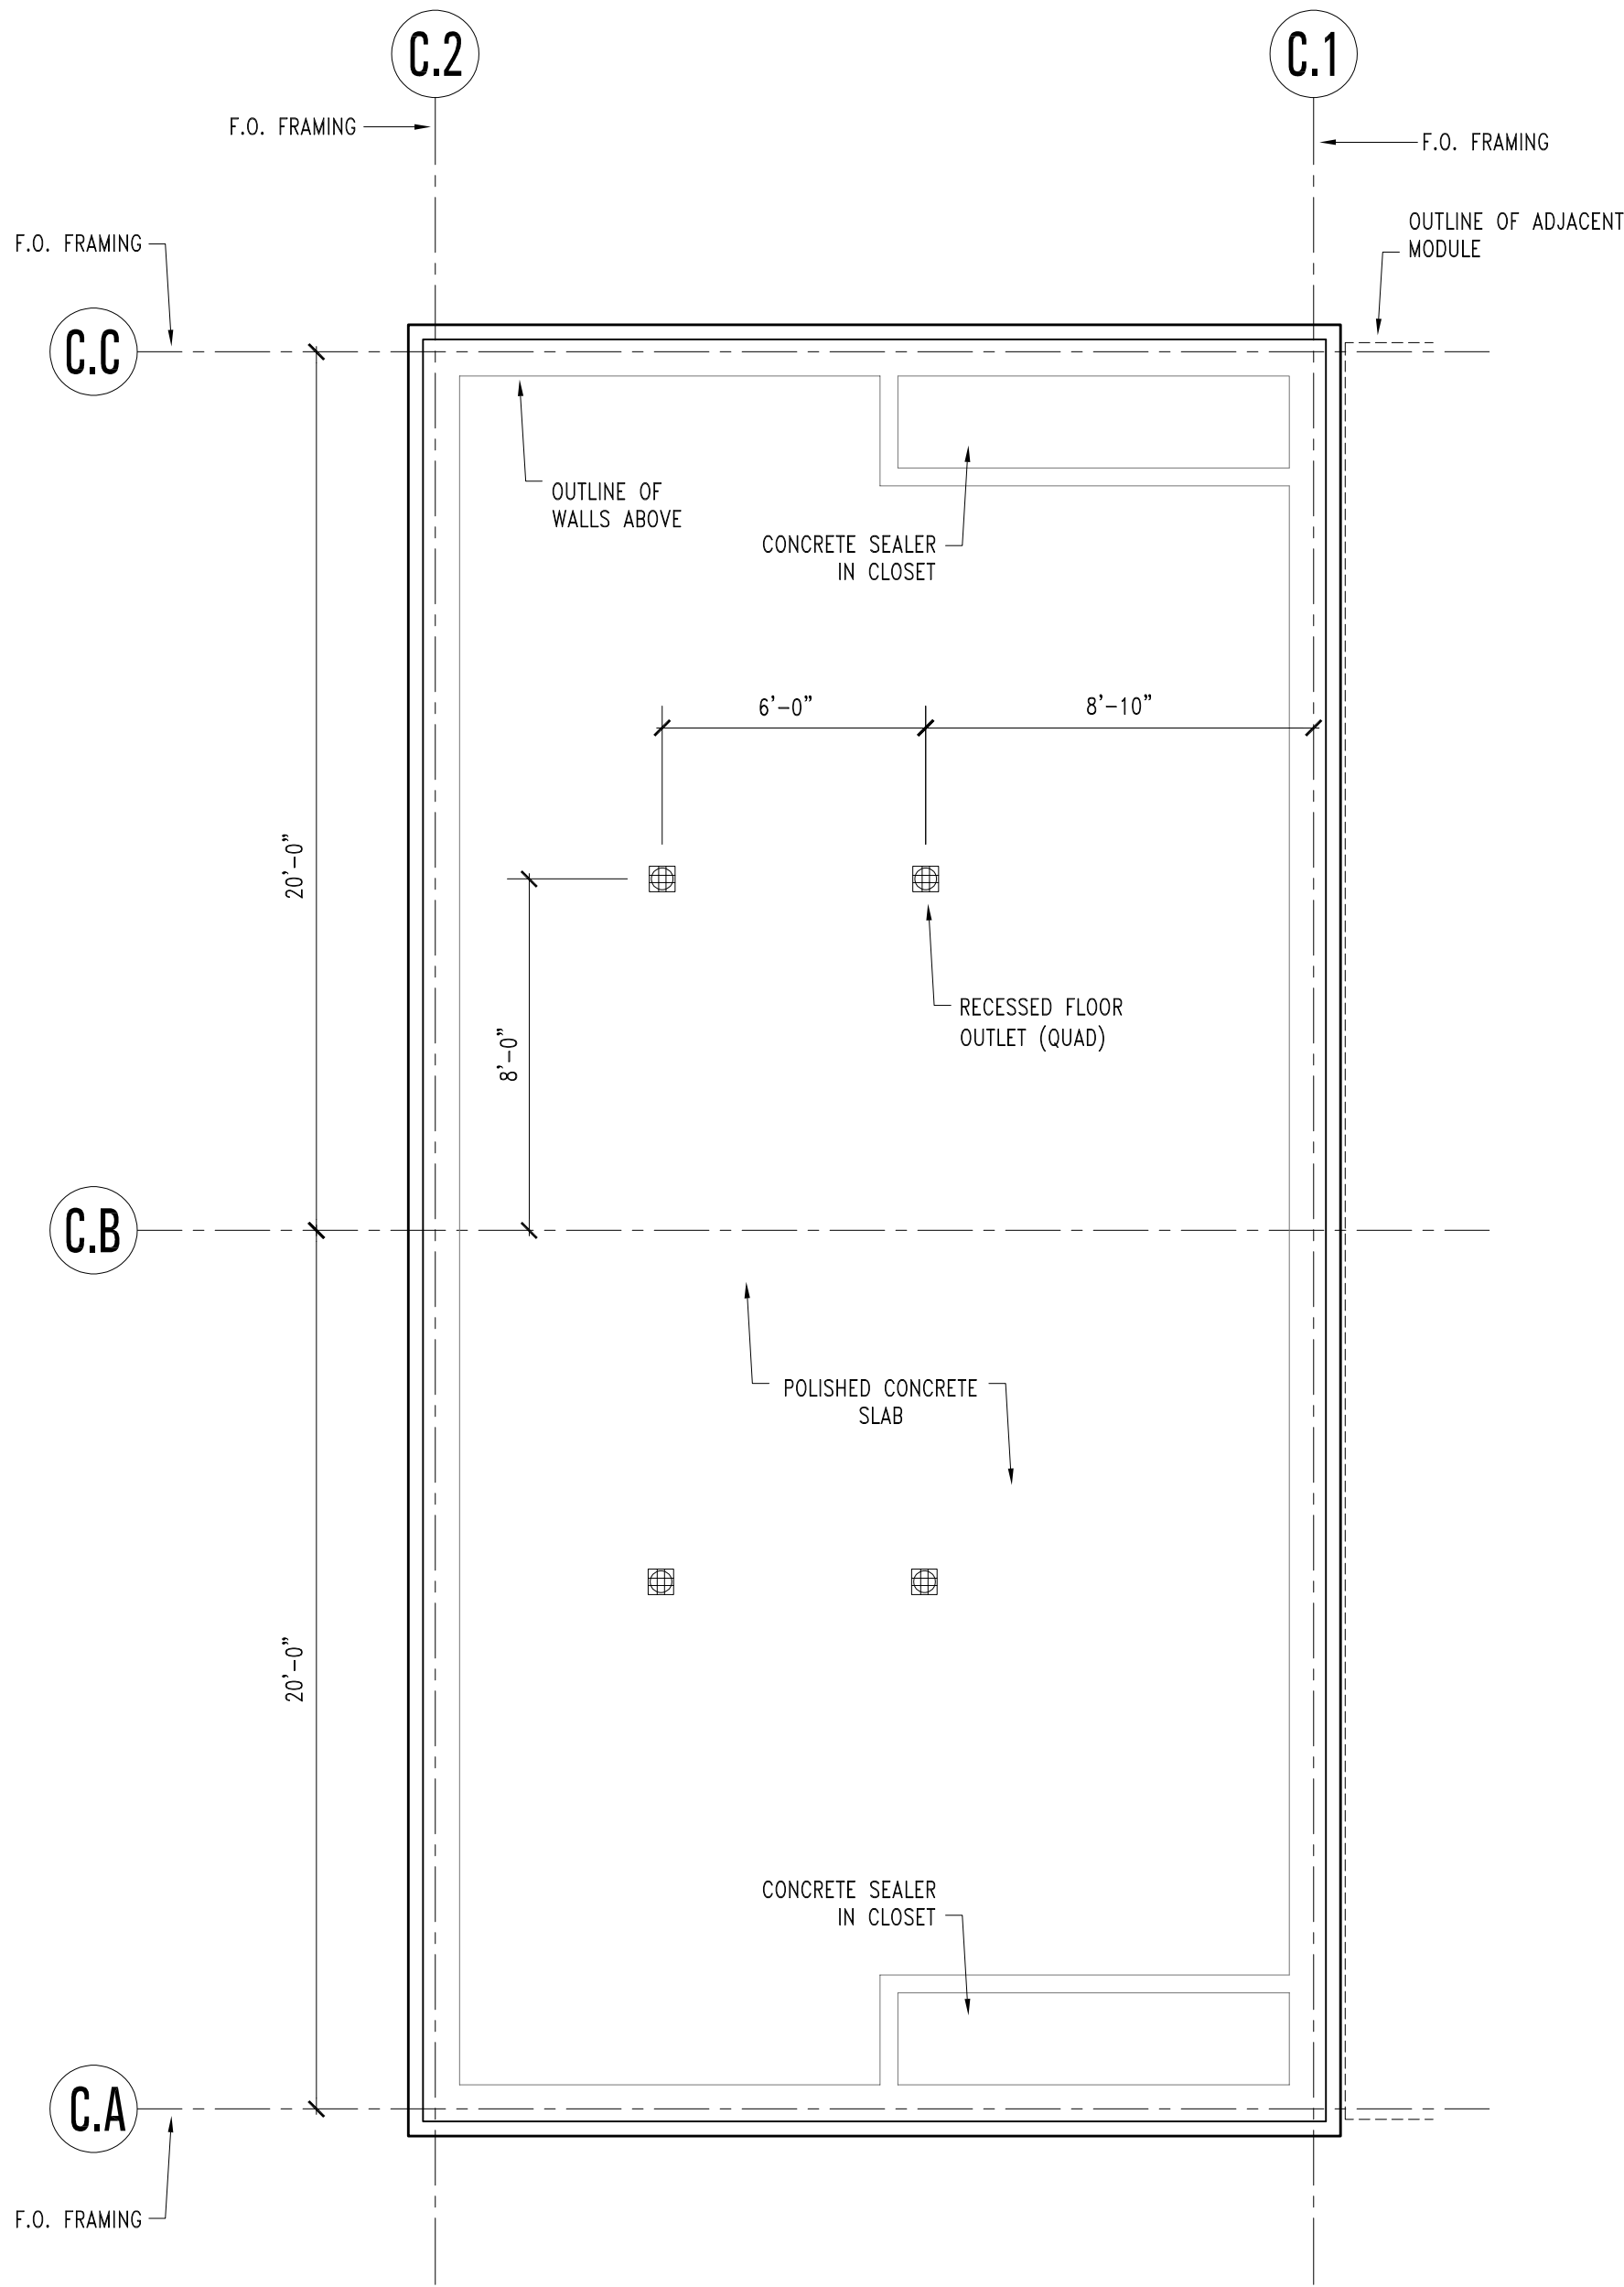 C.2
C.1
F.O. FRAMING
F.O. FRAMING
OUTLINE OF ADJACENT
MODULE
F.O. FRAMING
C.C
OUTLINE OF
WALLS ABOVE
CONCRETE SEALER
IN CLOSET
6'-0"
8'-10"
20'-0"
RECESSED FLOOR
OUTLET (QUAD)
8'-0"
C.B
POLISHED CONCRETE
SLAB
20'-0"
CONCRETE SEALER
IN CLOSET
C.A
F.O. FRAMING